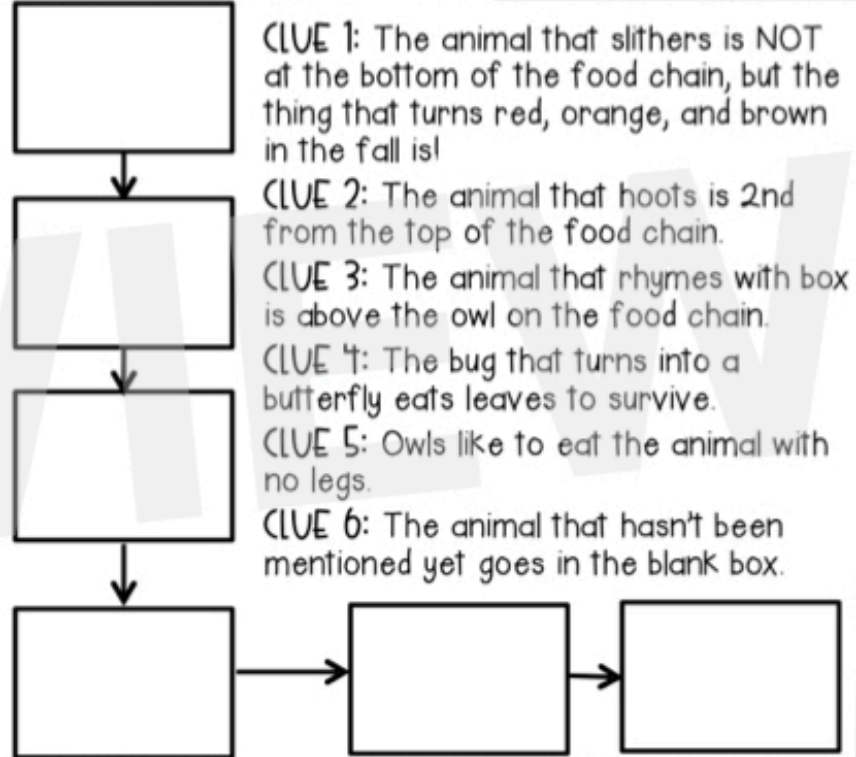 CLUE 1: The animal that slithers is NOT
at the bottom of the food chain, but the
thing that turns red, orange, and brown
in the fall is!
CLUE 2: The animal that hoots is 2nd
from the top of the food chain.
CLUE 3: The animal that rhymes with box
is above the owl on the food chain.
CLUE 4: The bug that turns into a
butterfly eats leaves to survive.
CLUE 5: Owls like to eat the animal with
no legs.
CLUE 6: The animal that hasn't been
mentioned yet goes in the blank box.